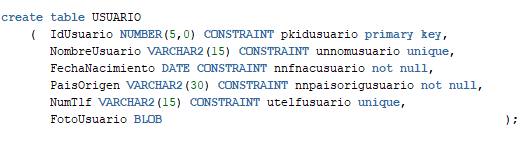 create table USUARIO
( IdUsuario NUMBER(5,0) CONSTRAINT pkidusuario primary key,
NombreUsuario VARCHAR2(15) CONSTRAINT unnomusuario unique,
FechaNacimiento DATE CONSTRAINT nnfnacusuario not null,
PaisOrigen VARCHAR2(30) CONSTRAINT nnpaisorigusuario not null,
NumTlf VARCHAR2(15) CONSTRAINT utelfusuario unique,
FotoUsuario BLOB );